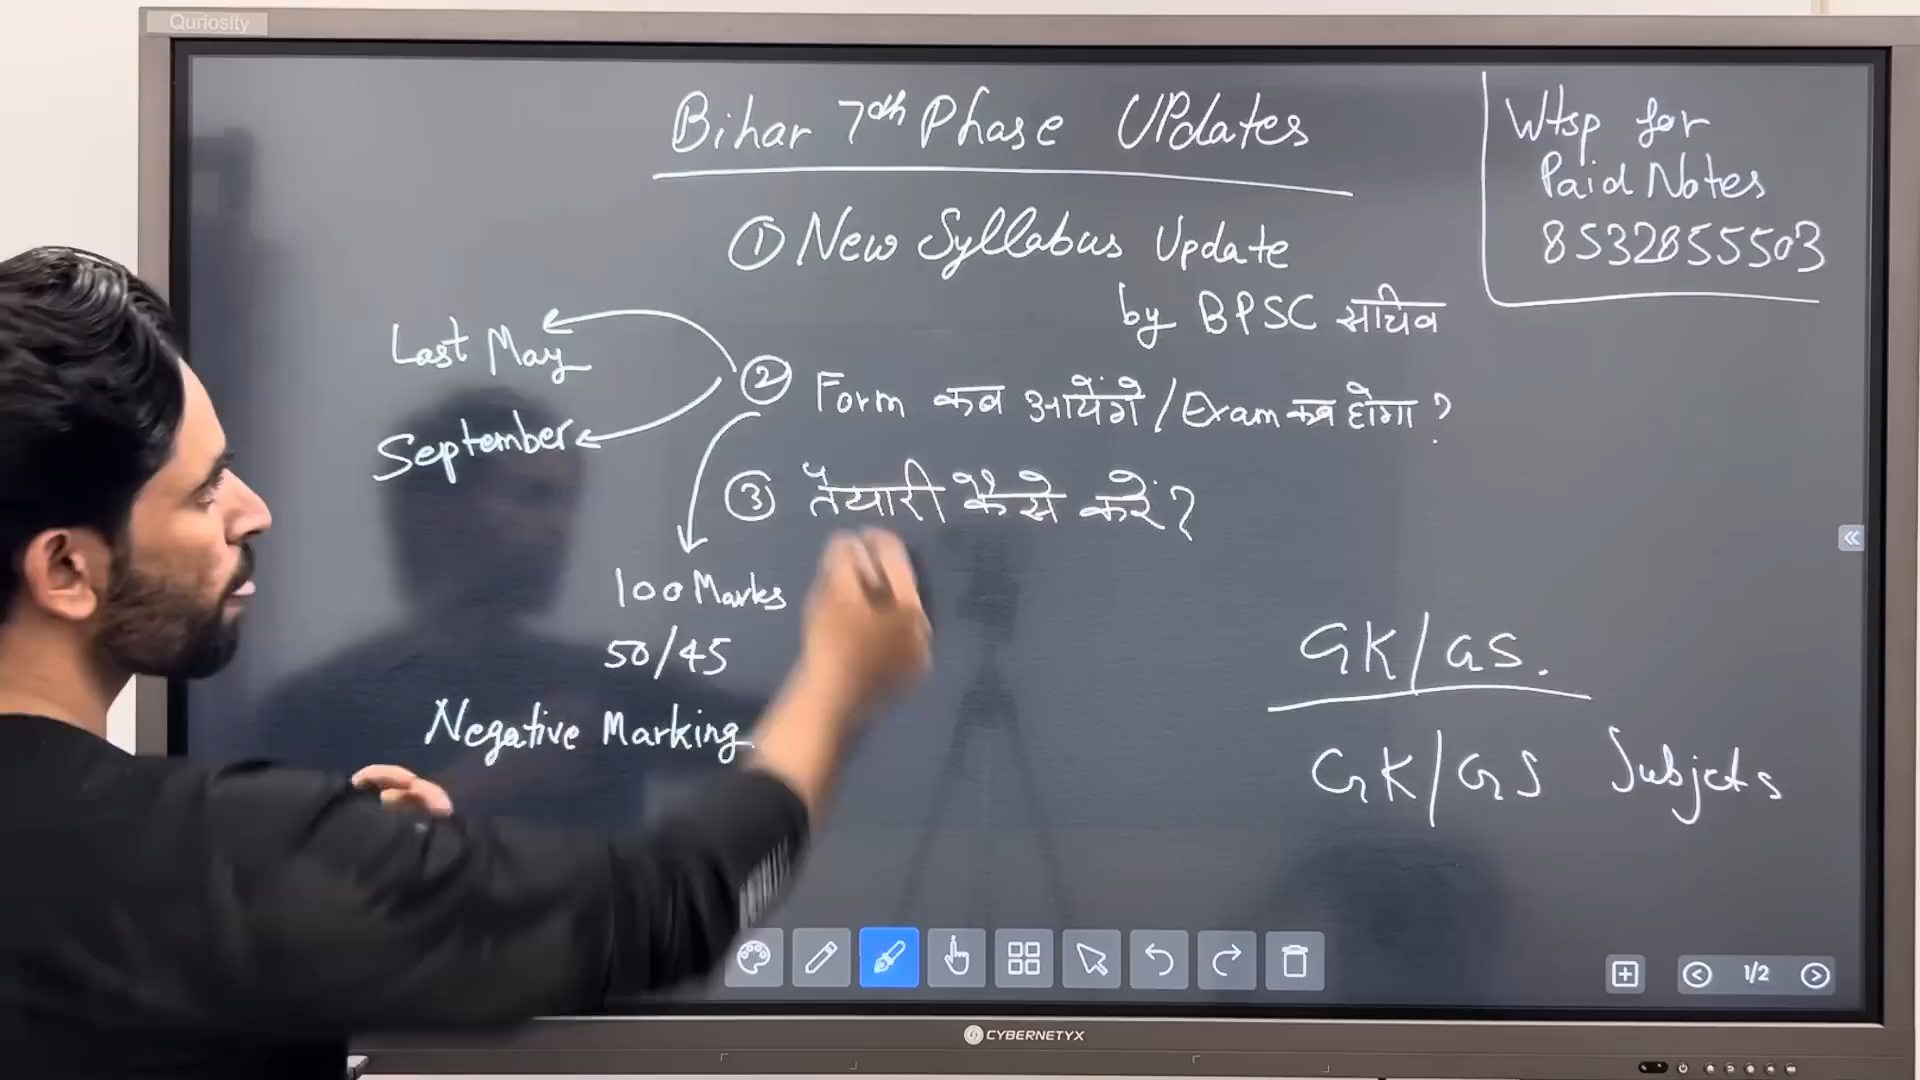 Quriosity
Bihar 7th Phase UPdates
Wtsp for
Paid Notes
8532855503
① New Syllabus Update
by BPSC सचिव
Last May
② Form कब आयेंगे / Exam कब होगा ?
September
③ तैयारी कैसे करें ?
100 Marks
50/45
Negative Marking
GK/GS.
GK/GS Subjcts
1/2
CYBERNETYX